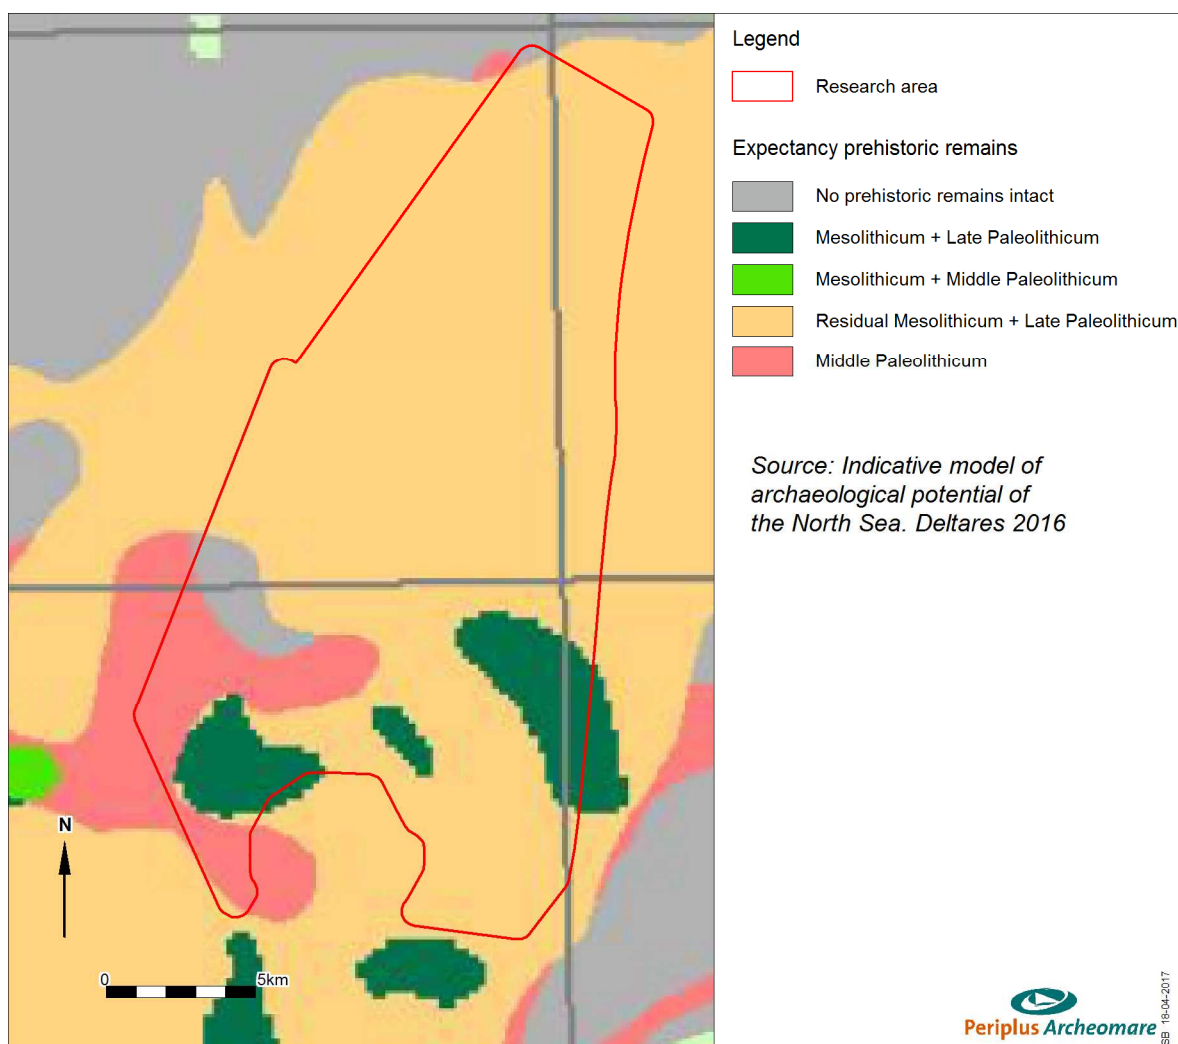 Legend
Research area
Expectancy prehistoric remains
No prehistoric remains intact
Mesolithicum + Late Paleolithicum
Mesolithicum + Middle Paleolithicum
Residual Mesolithicum + Late Paleolithicum
Middle Paleolithicum
Source: Indicative model of
archaeological potential of
the North Sea. Deltares 2016
N
0 5km
Periplus Archeomare
SB 18-04-2017